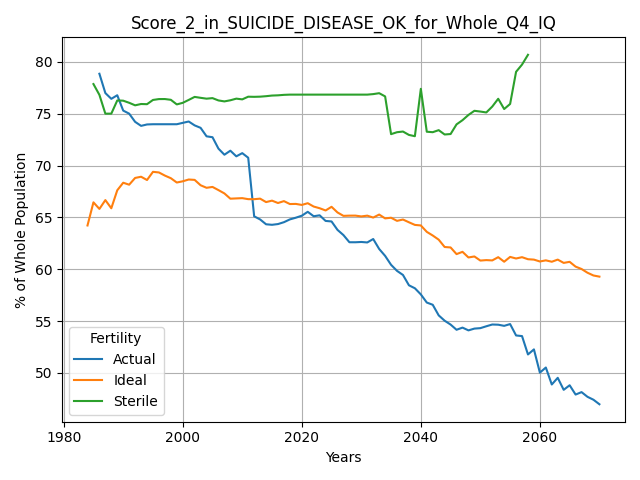 Score_2_in_SUICIDE_DISEASE_OK_for_Whole_Q4_IQ
% of Whole Population
80
75
70
65
60
55
50
Fertility
Actual
Ideal
Sterile
1980
2000
2020
2040
2060
Years